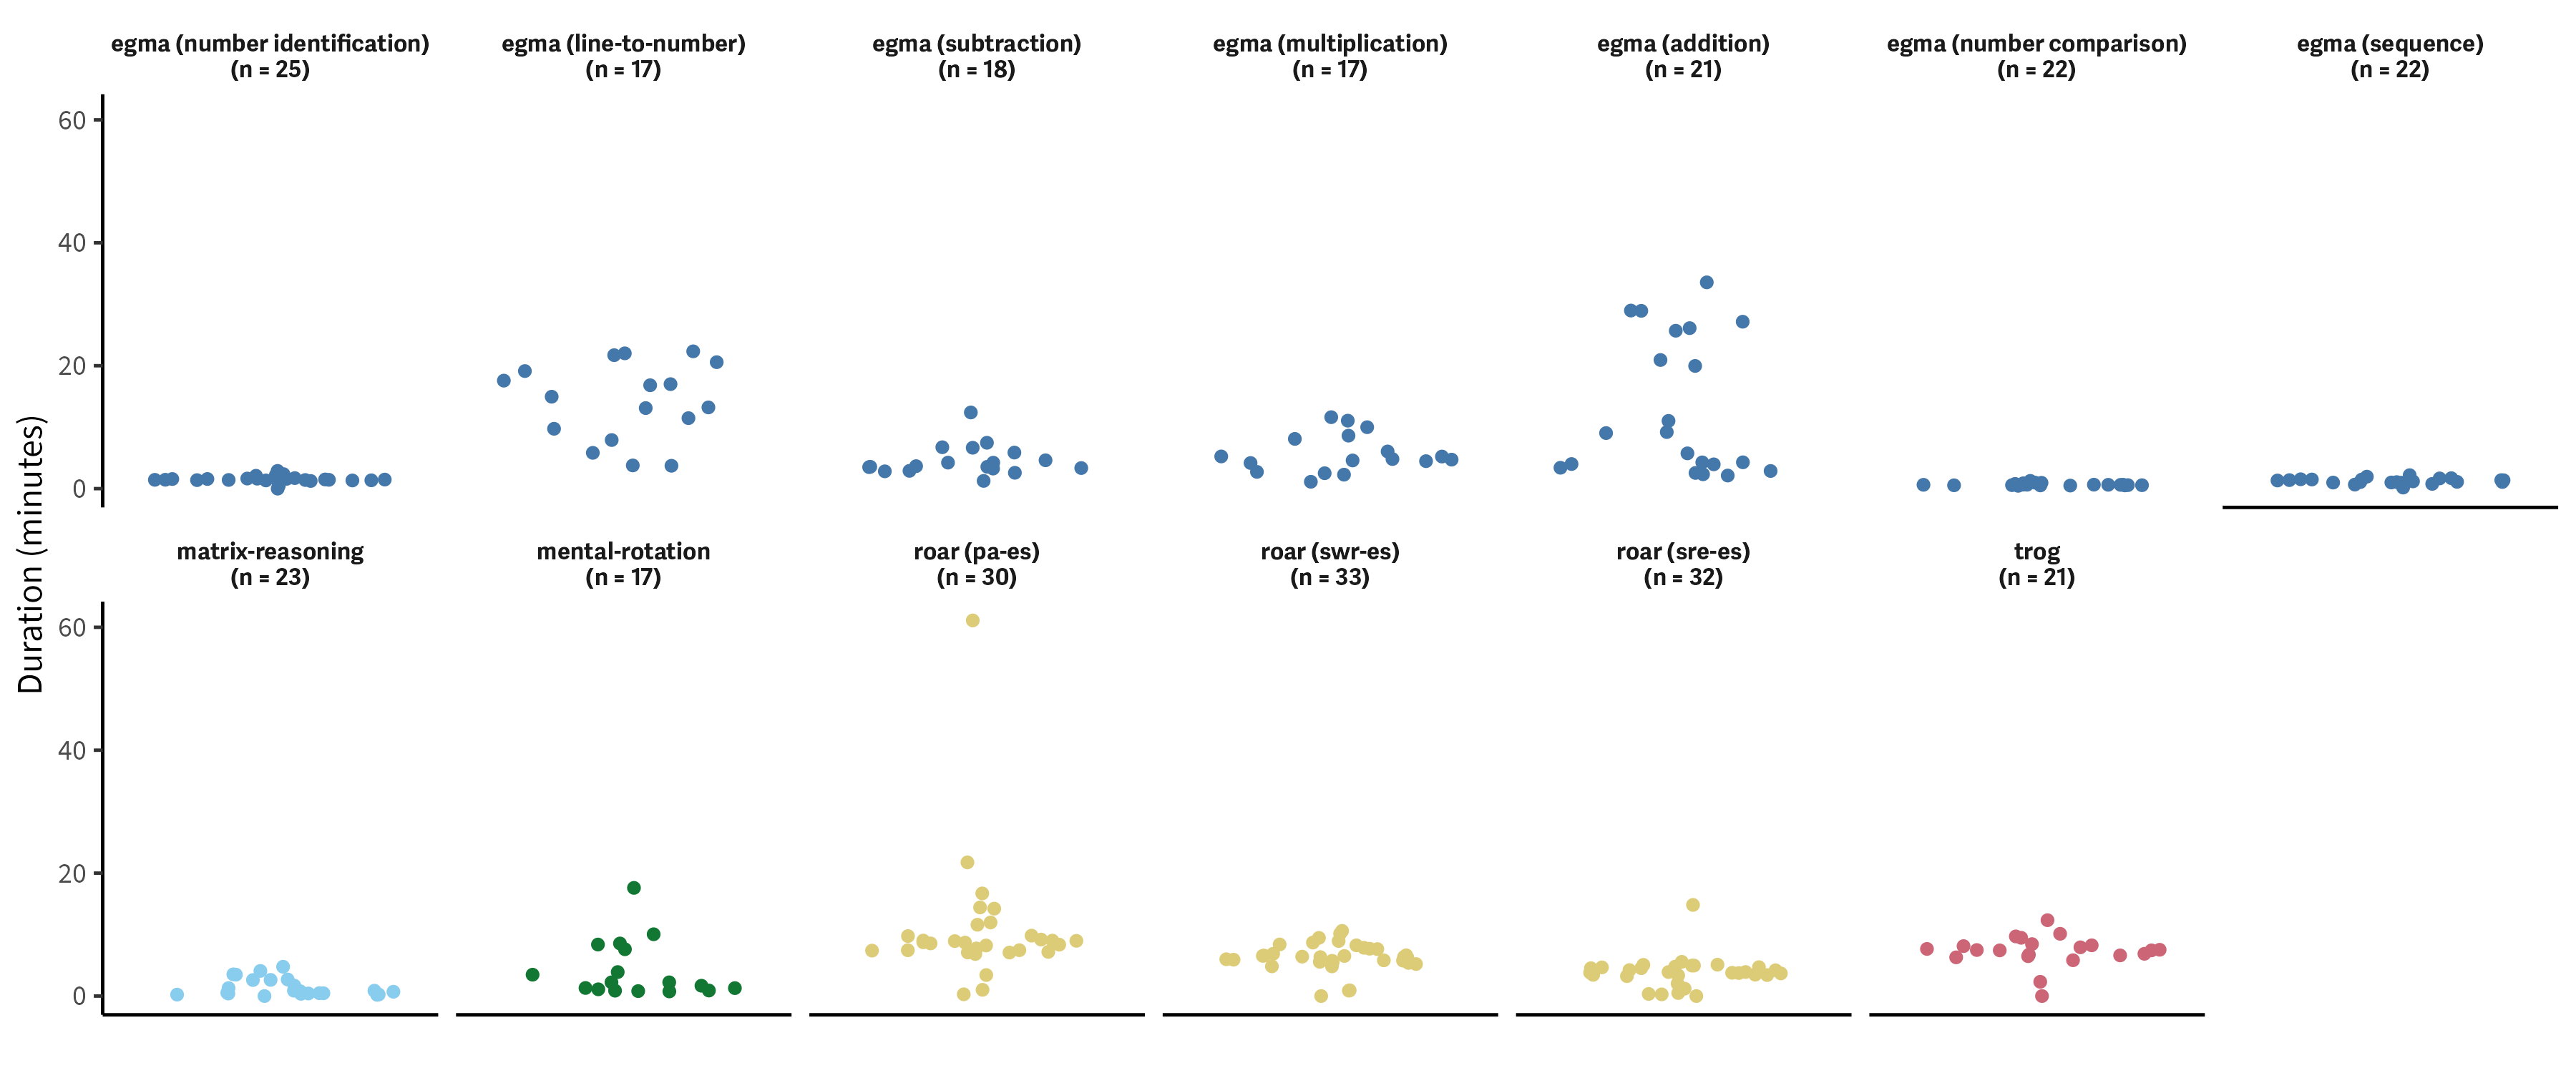 egma (number identification)
(n = 25)
egma (line-to-number)
(n = 17)
egma (subtraction)
(n = 18)
egma (multiplication)
(n = 17)
egma (addition)
(n = 21)
egma (number comparison)
(n = 22)
egma (sequence)
(n = 22)
60
40
20
0
Duration (minutes)
matrix-reasoning
(n = 23)
mental-rotation
(n = 17)
roar (pa-es)
(n = 30)
roar (swr-es)
(n = 33)
roar (sre-es)
(n = 32)
trog
(n = 21)
60
40
20
0